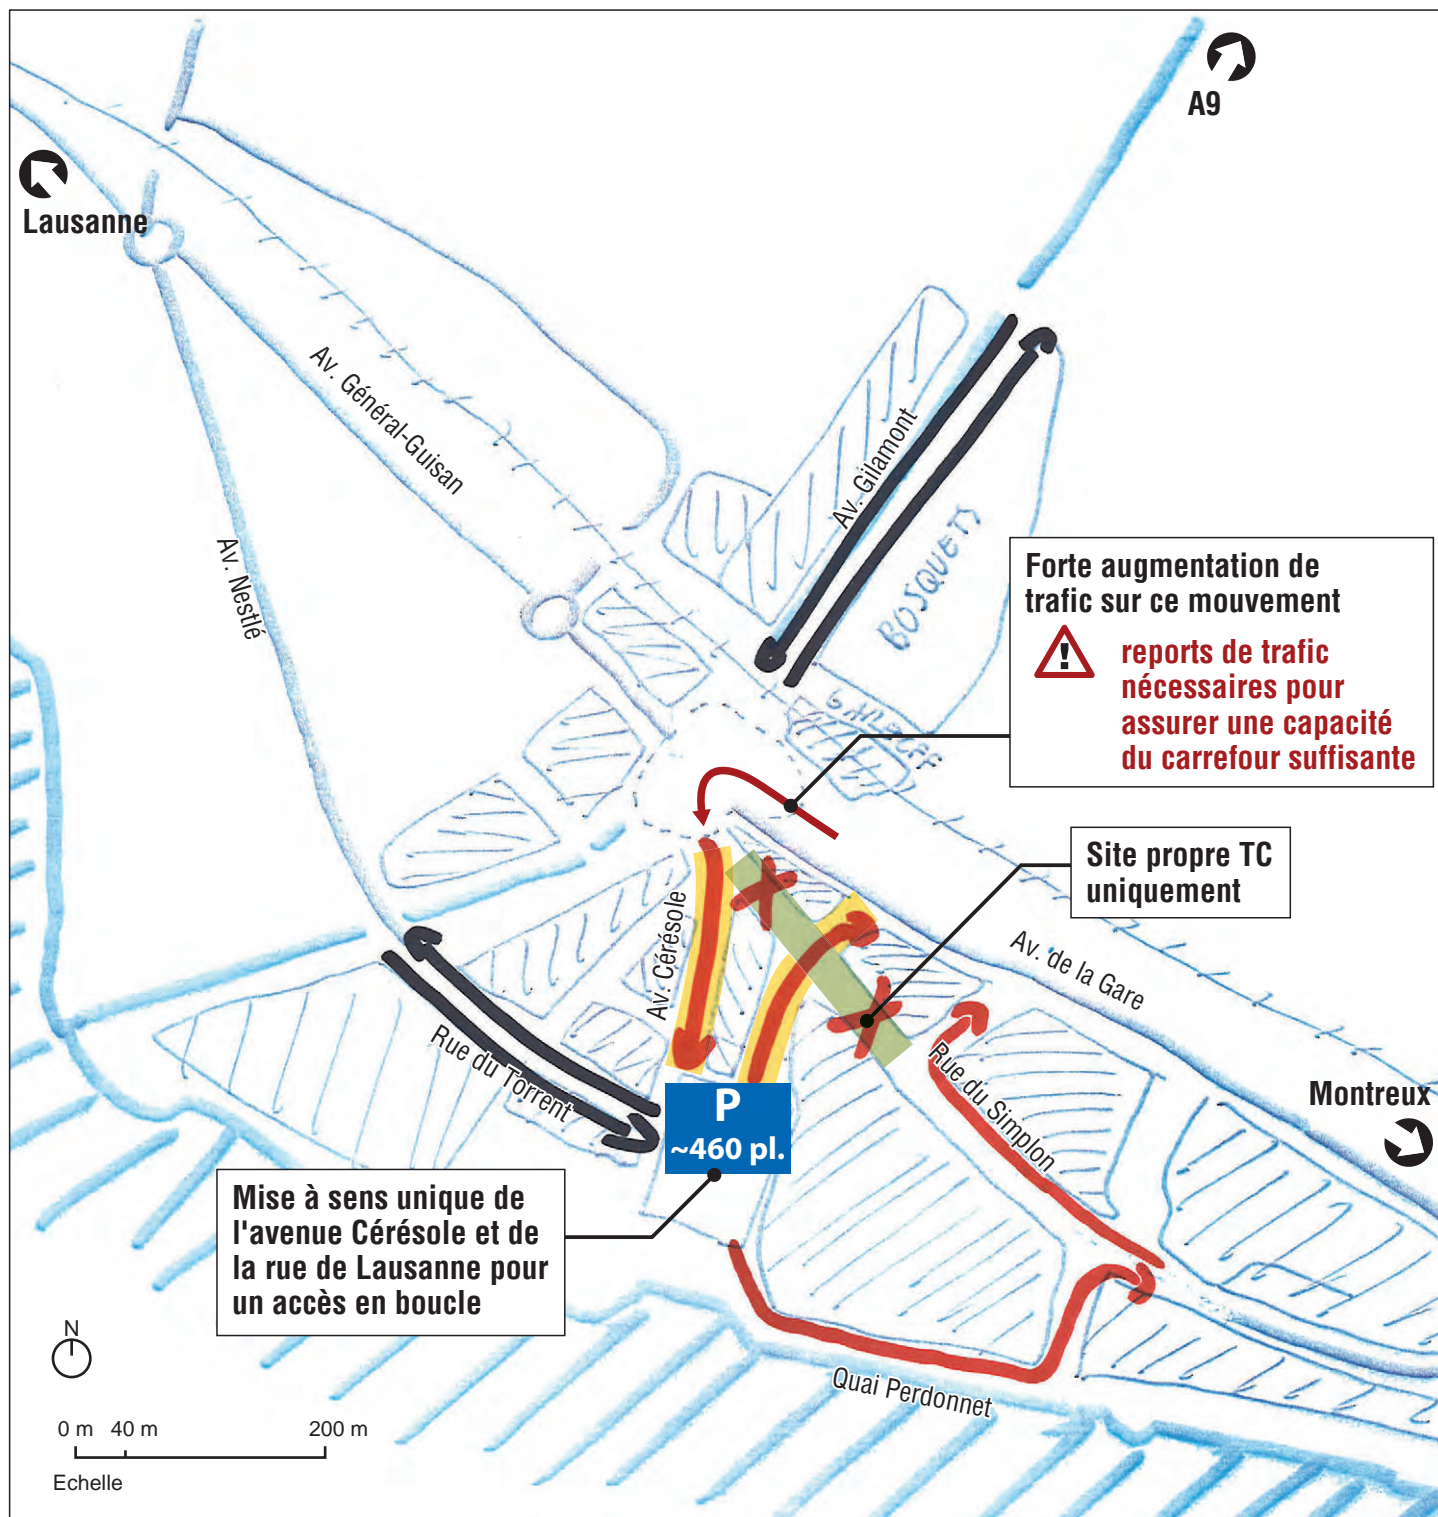 A9
Lausanne
Av. Général-Guisan
Av. Gilamont
Av. Nestlé
BOSQUETS
Forte augmentation de
trafic sur ce mouvement
!
reports de trafic
nécessaires pour
assurer une capacité
du carrefour suffisante
Site propre TC
uniquement
Av. Cérésole
Av. de la Gare
Rue du Torrent
Rue du Simplon
Montreux
P
~460 pl.
Mise à sens unique de
l'avenue Cérésole et de
la rue de Lausanne pour
un accès en boucle
Quai Perdonnet
N
0 m 40 m 200 m
Echelle